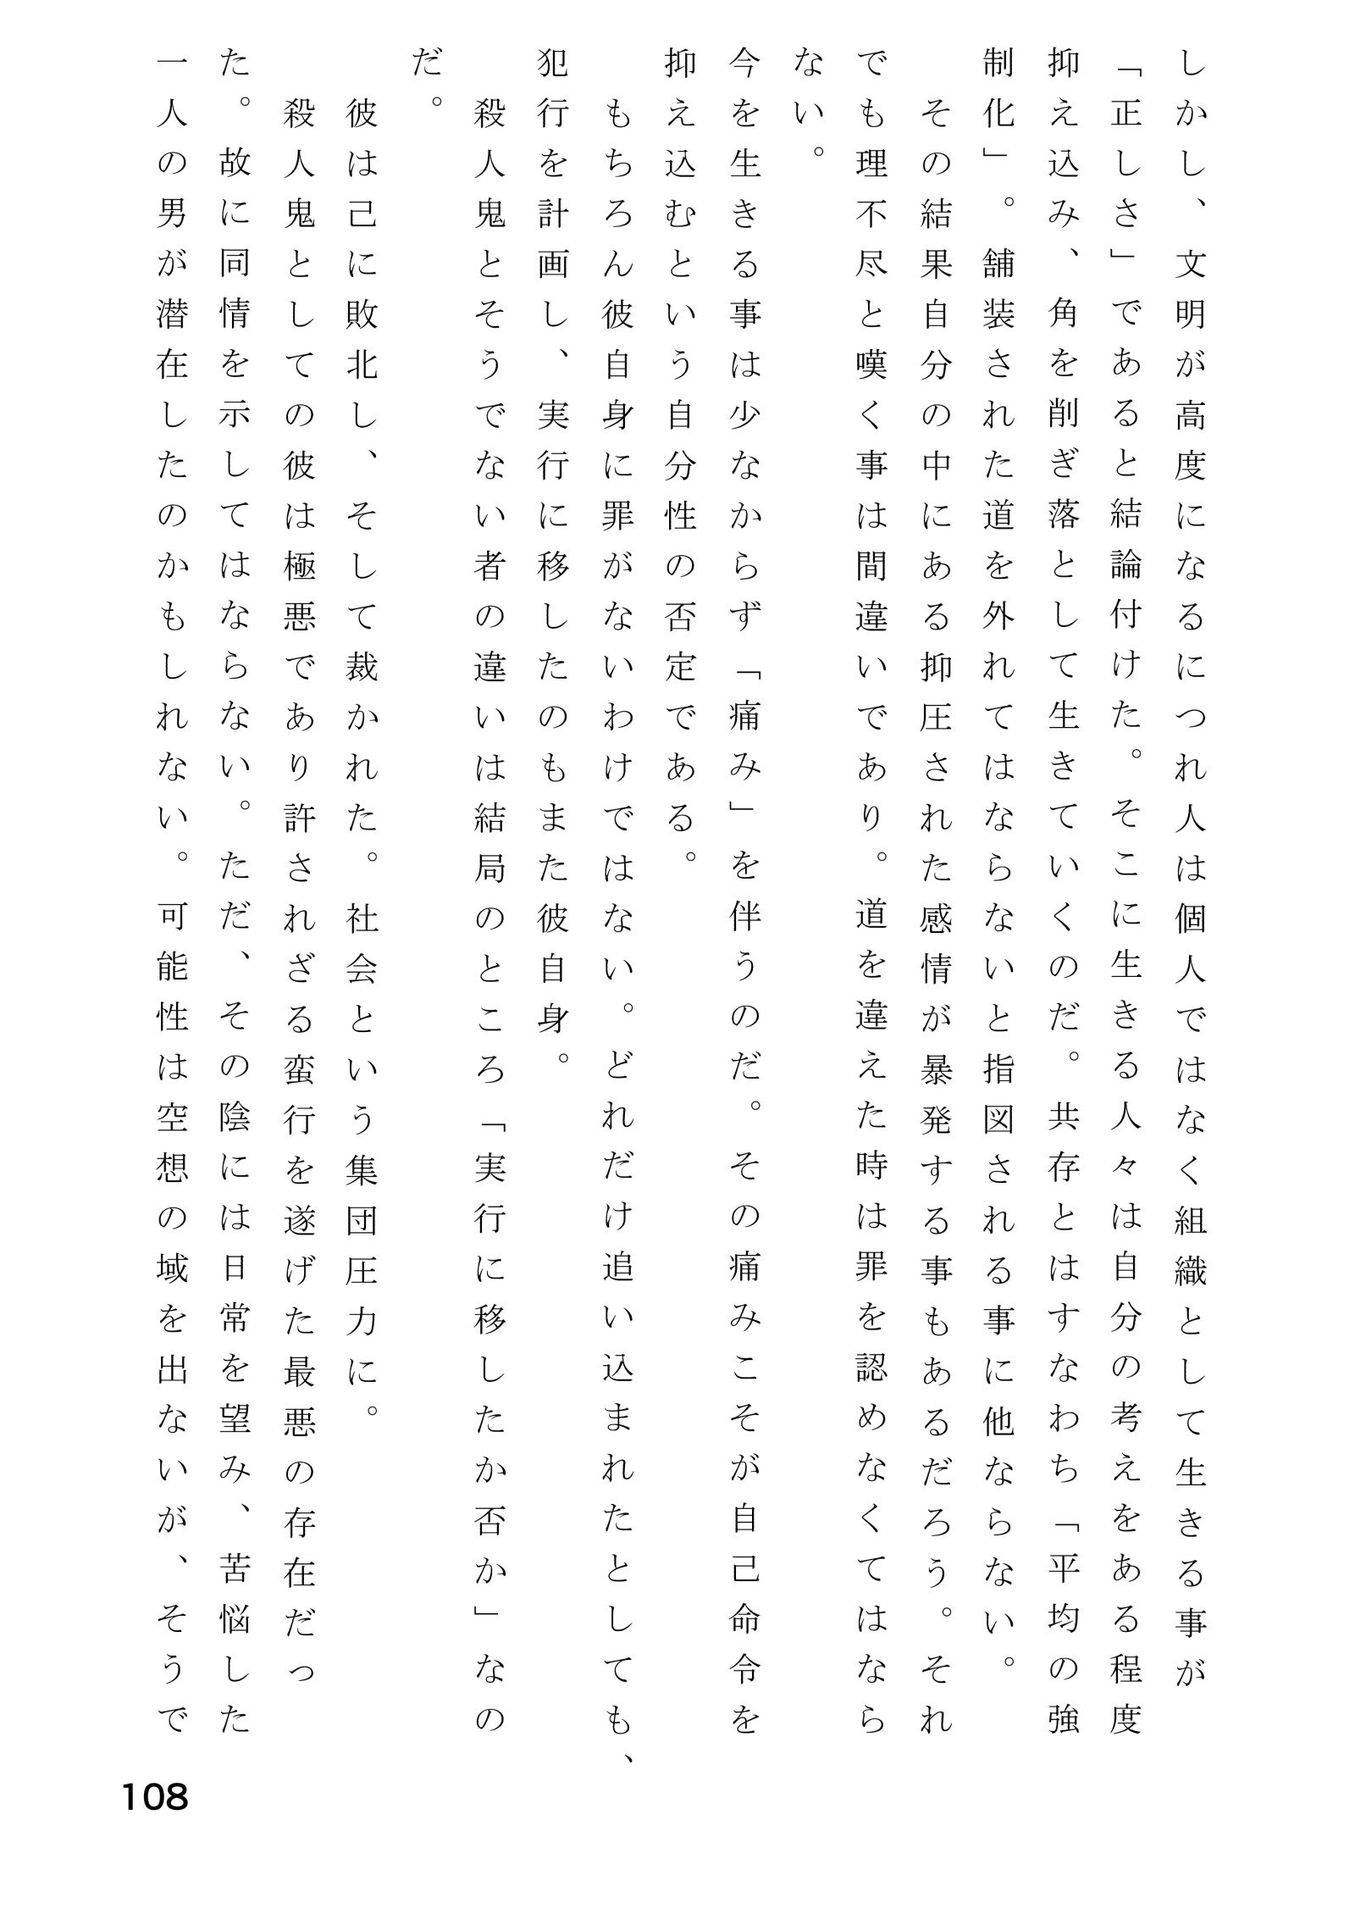 しかし、文明が高度になるにつれ人は個人ではなく組織として生きる事が
「正しさ」であると結論付けた。そこに生きる人々は自分の考えをある程度
抑え込み、角を削ぎ落として生きていくのだ。共存とはすなわち「平均の強
制化」。舗装された道を外れてはならないと指図される事に他ならない。
その結果自分の中にある抑圧された感情が暴発する事もあるだろう。それ
でも理不尽と嘆く事は間違いであり。道を違えた時は罪を認めなくてはなら
ない。
今を生きる事は少なからず「痛み」を伴うのだ。その痛みこそが自己命令を
抑え込むという自分性の否定である。
もちろん彼自身に罪がないわけではない。どれだけ追い込まれたとしても、
犯行を計画し、実行に移したのもまた彼自身。
殺人鬼とそうでない者の違いは結局のところ「実行に移したか否か」なの
だ。
彼は己に敗北し、そして裁かれた。社会という集団圧力に。
殺人鬼としての彼は極悪であり許されざる蛮行を遂げた最悪の存在だっ
た。故に同情を示してはならない。ただ、その陰には日常を望み、苦悩した
一人の男が潜在したのかもしれない。可能性は空想の域を出ないが、そうで
108